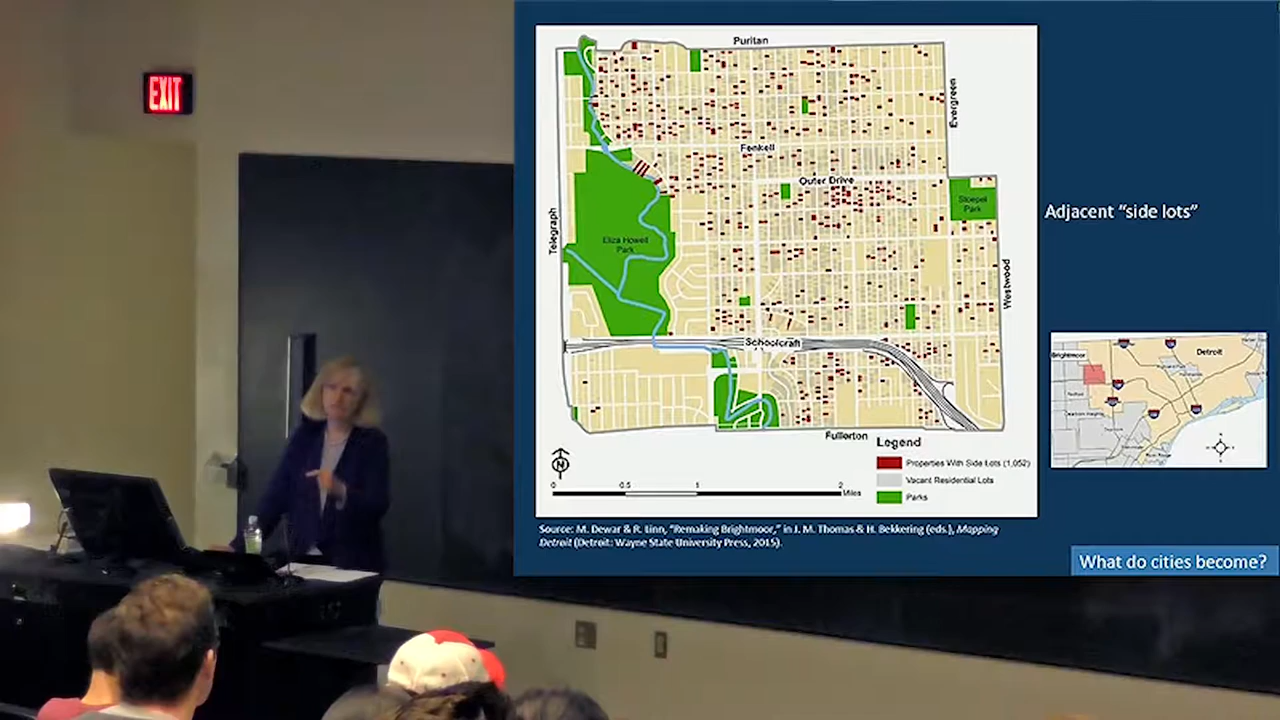 EXIT
Puritan
Evergreen
Fenkell
Outer Drive
Stoepel
Park
Adjacent “side lots”
Telegraph
Eliza Howell
Park
Westwood
Schoolcraft
Brightmoor
Detroit
Fullerton
Legend
Properties With Side Lots (1,052)
Vacant Residential Lots
Parks
N
0 0.5 1 2
Miles
Source: M. Dewar & R. Linn, “Remaking Brightmoor,” in J. M. Thomas & H. Bekkering (eds.), Mapping
Detroit (Detroit: Wayne State University Press, 2015).
What do cities become?